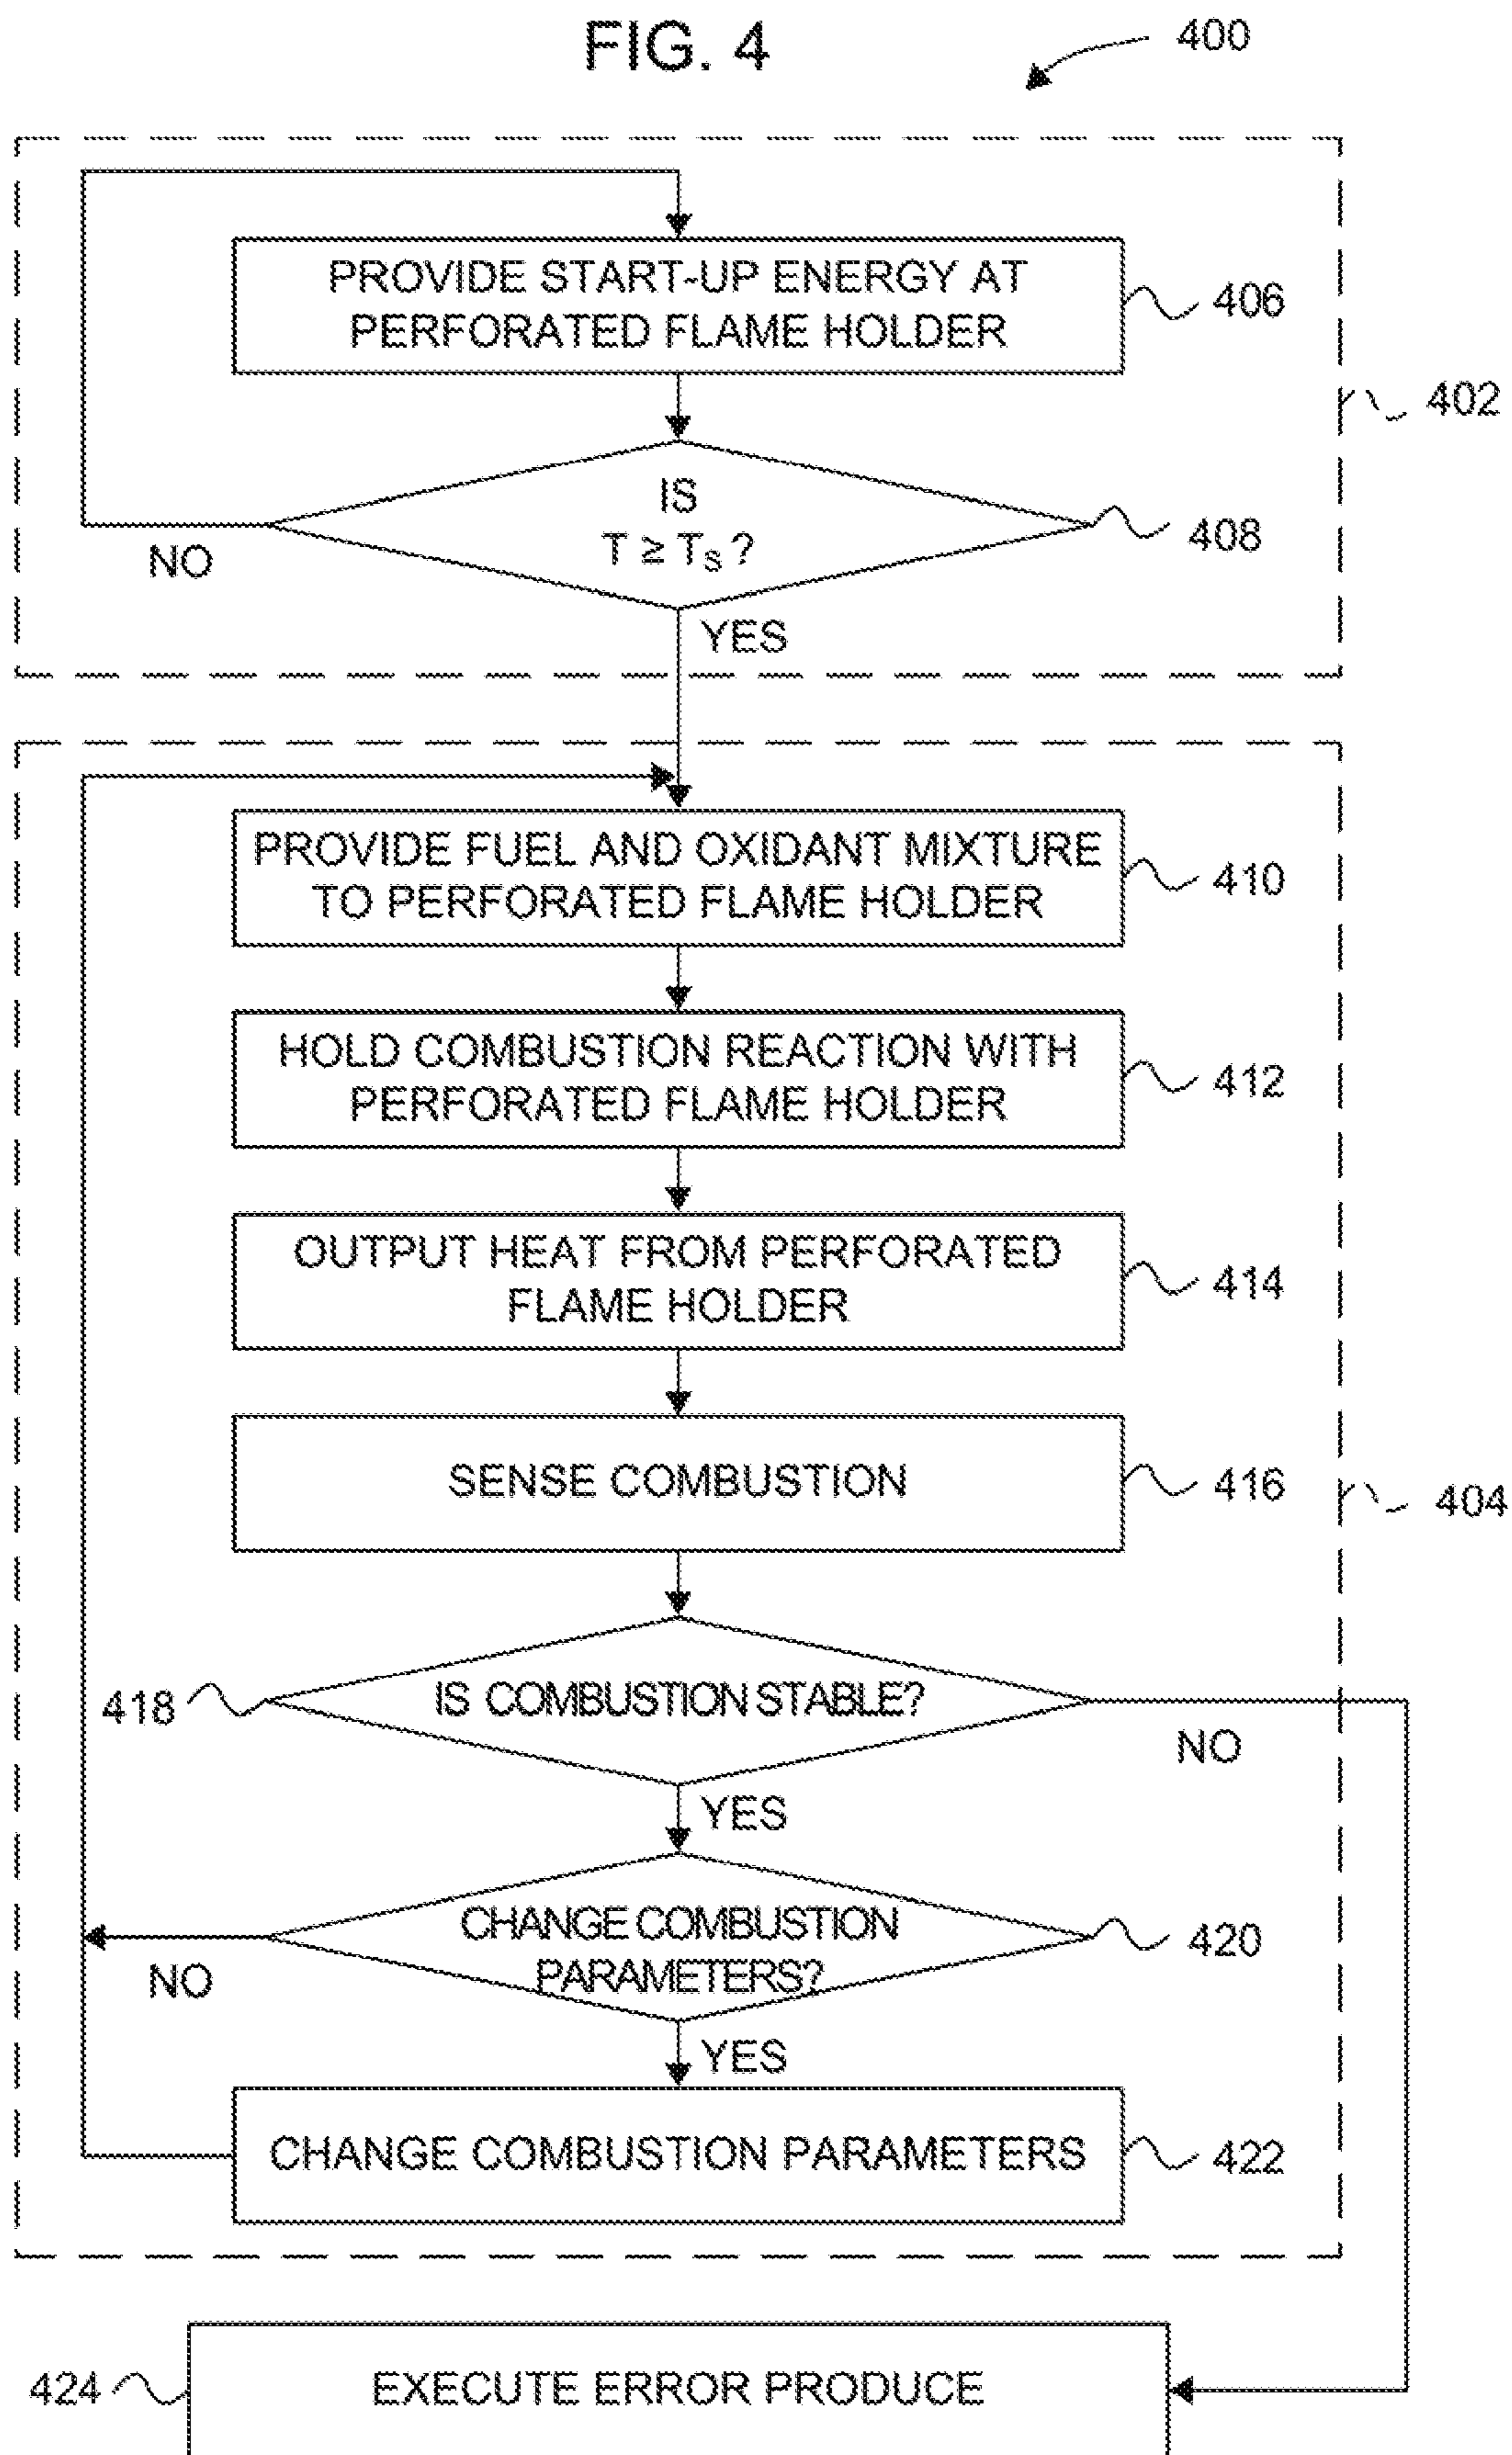 FIG. 4
400
PROVIDE START-UP ENERGY AT
PERFORATED FLAME HOLDER
406
402
IS
T ≥ TS ?
408
NO
YES
PROVIDE FUEL AND OXIDANT MIXTURE
TO PERFORATED FLAME HOLDER
410
HOLD COMBUSTION REACTION WITH
PERFORATED FLAME HOLDER
412
OUTPUT HEAT FROM PERFORATED
FLAME HOLDER
414
SENSE COMBUSTION
416
404
418
IS COMBUSTION STABLE?
NO
YES
CHANGE COMBUSTION
PARAMETERS?
420
NO
YES
CHANGE COMBUSTION PARAMETERS
422
424
EXECUTE ERROR PRODUCE